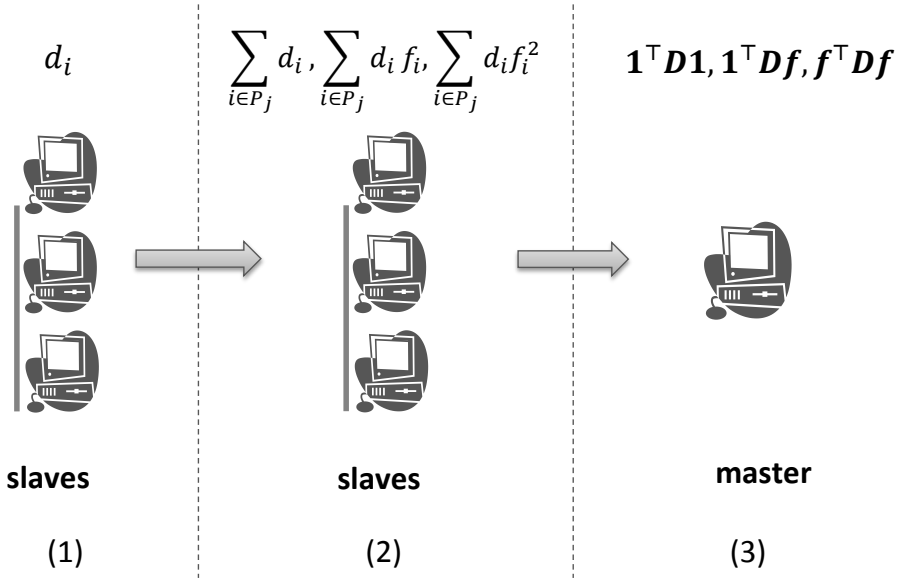 d_i
∑_{i∈P_j} d_i, ∑_{i∈P_j} d_i f_i, ∑_{i∈P_j} d_i f_i^2
1^⊤D1, 1^⊤Df, f^⊤Df
slaves
slaves
master
(1)
(2)
(3)